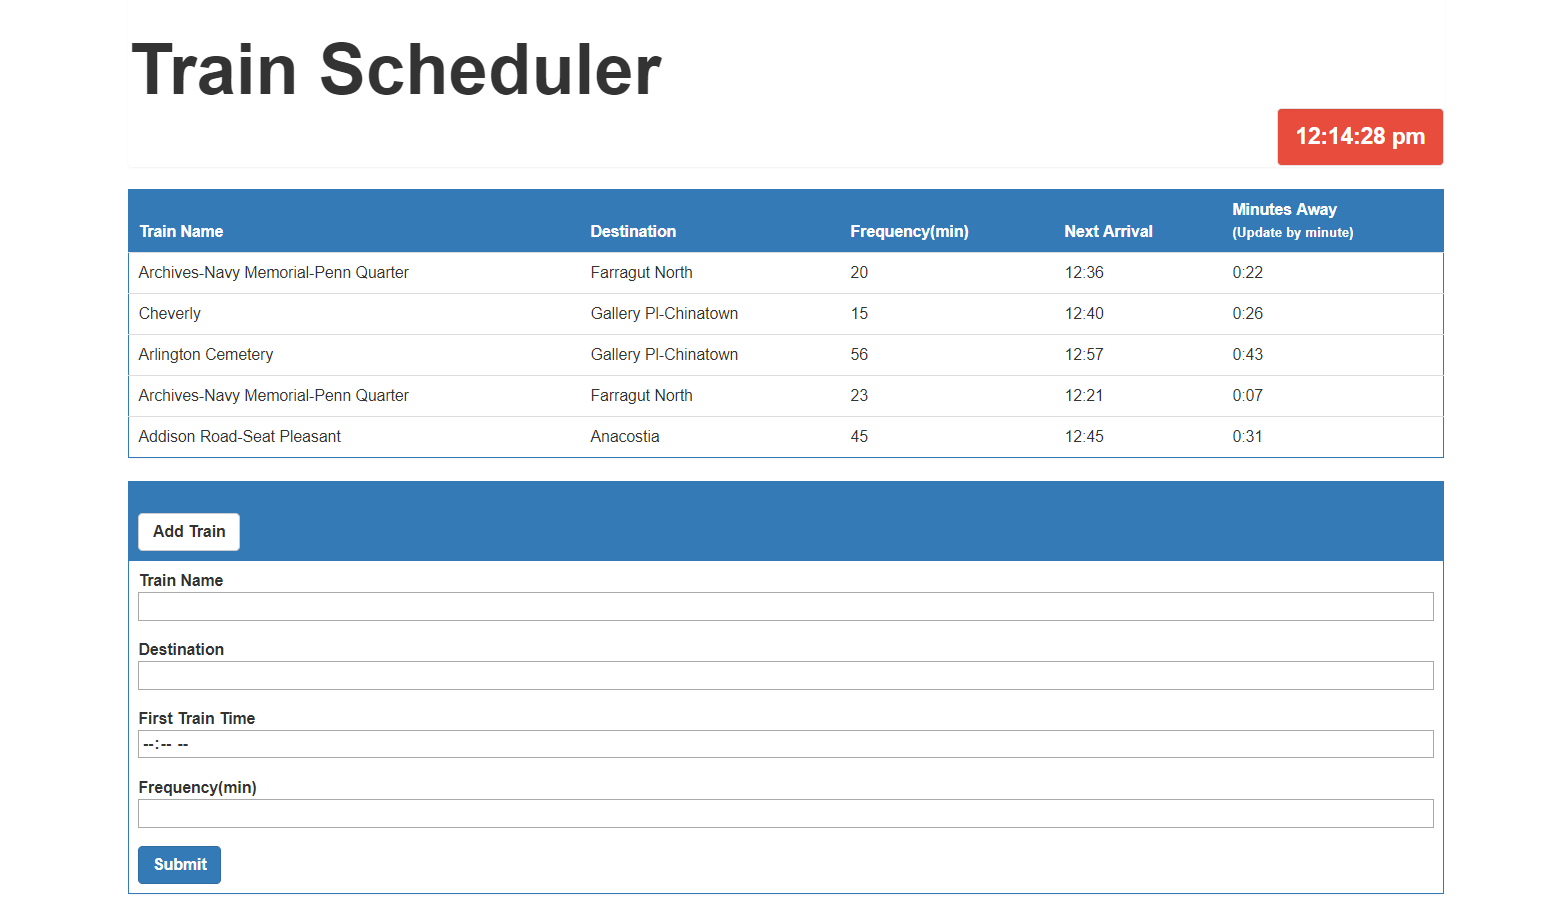 Train Scheduler
12:14:28 pm
Train Name Destination Frequency(min) Next Arrival Minutes Away
(Update by minute)
Archives-Navy Memorial-Penn Quarter Farragut North 20 12:36 0:22
Cheverly Gallery Pl-Chinatown 15 12:40 0:26
Arlington Cemetery Gallery Pl-Chinatown 56 12:57 0:43
Archives-Navy Memorial-Penn Quarter Farragut North 23 12:21 0:07
Addison Road-Seat Pleasant Anacostia 45 12:45 0:31
Add Train
Train Name
Destination
First Train Time
--:-- --
Frequency(min)
Submit